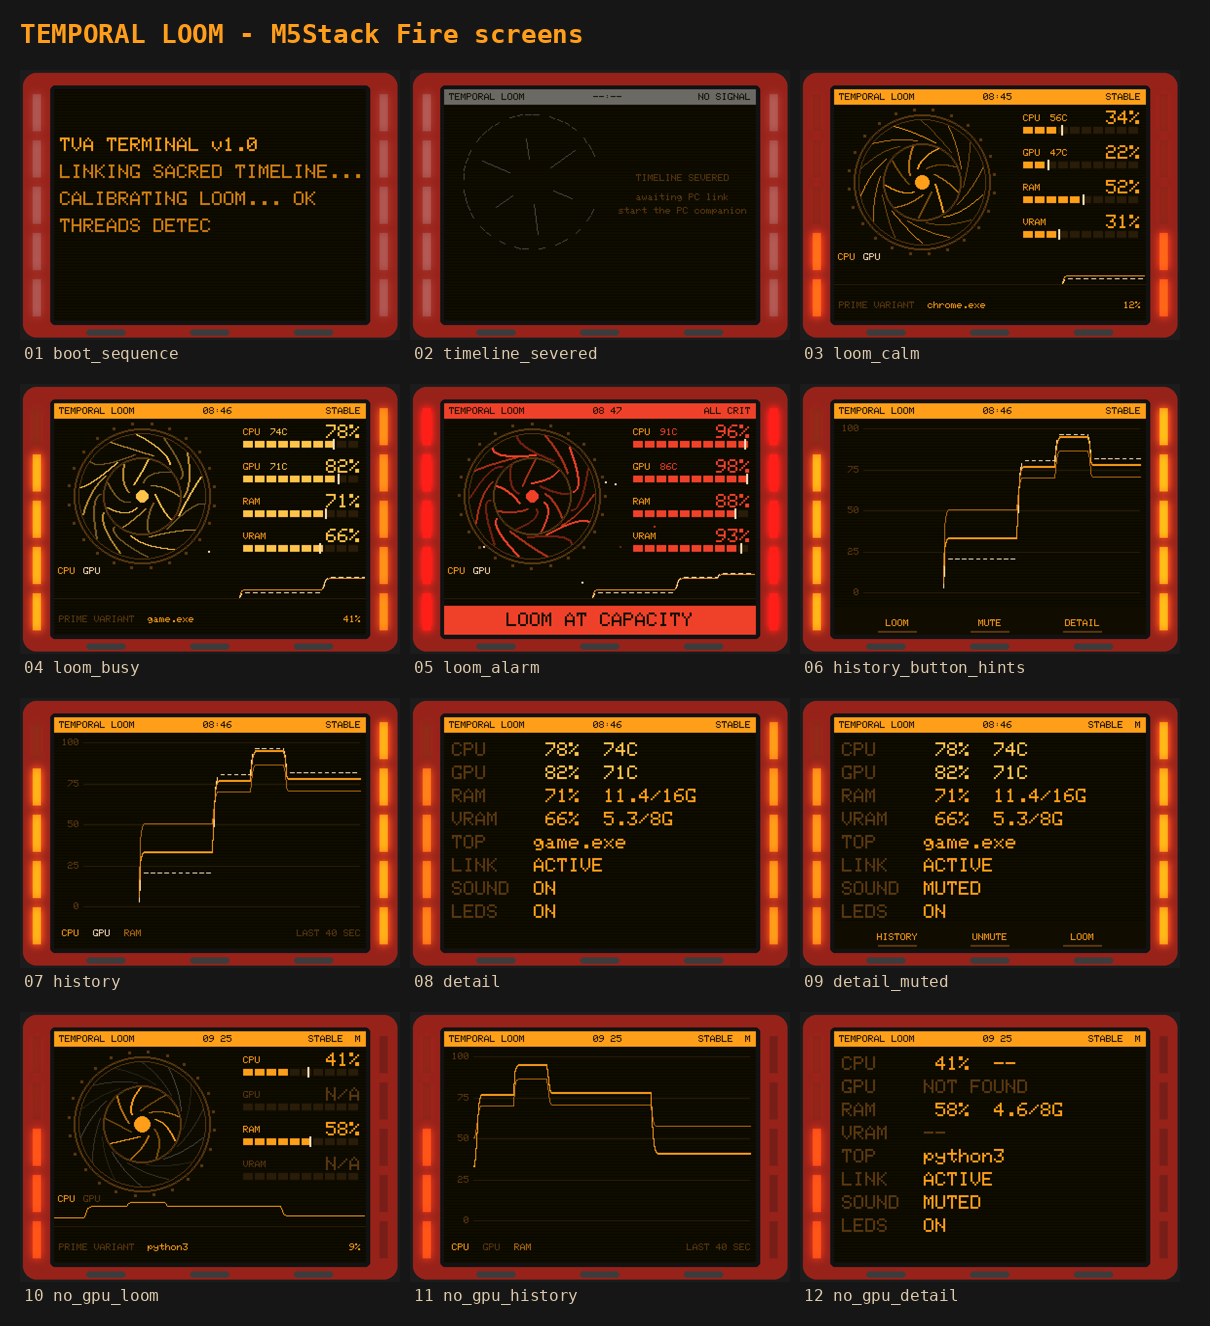 TEMPORAL LOOM - M5Stack Fire screens
TVA TERMINAL v1.0
LINKING SACRED TIMELINE...
CALIBRATING LOOM... OK
THREADS DETEC
01 boot_sequence
TEMPORAL LOOM --:-- NO SIGNAL
TIMELINE SEVERED
awaiting PC link
start the PC companion
02 timeline_severed
TEMPORAL LOOM 08:45 STABLE
CPU 56C 34%
GPU 47C 22%
RAM 52%
VRAM 31%
CPU GPU
PRIME VARIANT chrome.exe 12%
03 loom_calm
TEMPORAL LOOM 08:46 STABLE
CPU 74C 78%
GPU 71C 82%
RAM 71%
VRAM 66%
CPU GPU
PRIME VARIANT game.exe 41%
04 loom_busy
TEMPORAL LOOM 08 47 ALL CRIT
CPU 91C 96%
GPU 86C 98%
RAM 88%
VRAM 93%
CPU GPU
LOOM AT CAPACITY
05 loom_alarm
TEMPORAL LOOM 08:46 STABLE
100
75
50
25
0
LOOM MUTE DETAIL
06 history_button_hints
TEMPORAL LOOM 08:46 STABLE
100
75
50
25
0
CPU GPU RAM LAST 40 SEC
07 history
TEMPORAL LOOM 08:46 STABLE
CPU 78% 74C
GPU 82% 71C
RAM 71% 11.4/16G
VRAM 66% 5.3/8G
TOP game.exe
LINK ACTIVE
SOUND ON
LEDS ON
08 detail
TEMPORAL LOOM 08:46 STABLE M
CPU 78% 74C
GPU 82% 71C
RAM 71% 11.4/16G
VRAM 66% 5.3/8G
TOP game.exe
LINK ACTIVE
SOUND MUTED
LEDS ON
HISTORY UNMUTE LOOM
09 detail_muted
TEMPORAL LOOM 09 25 STABLE M
CPU 41%
GPU N/A
RAM 58%
VRAM N/A
CPU GPU
PRIME VARIANT python3 9%
10 no_gpu_loom
TEMPORAL LOOM 09 25 STABLE M
100
75
50
25
0
CPU GPU RAM LAST 40 SEC
11 no_gpu_history
TEMPORAL LOOM 09 25 STABLE M
CPU 41% --
GPU NOT FOUND
RAM 58% 4.6/8G
VRAM --
TOP python3
LINK ACTIVE
SOUND MUTED
LEDS ON
12 no_gpu_detail